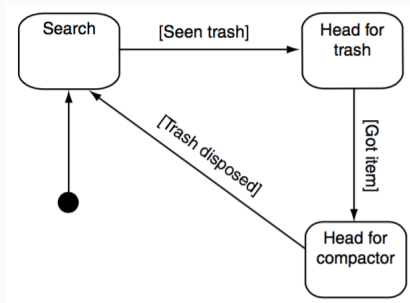 Search
[Seen trash]
Head for
trash
[Trash disposed]
[Got item]
Head for
compactor